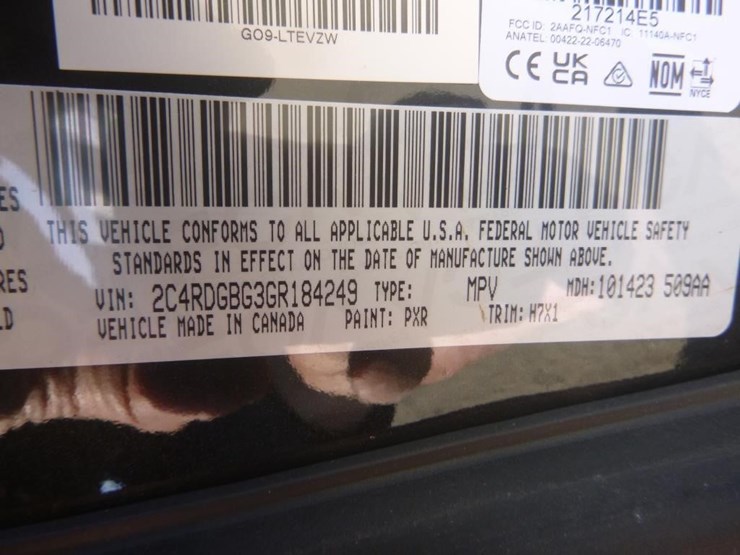 GO9-LTEVZW
217214E5
FCC ID: 2AAFQ-NFC1 IC: 11140A-NFC1
ANATEL: 00422-22-06470
CE UK CA NOM NYCE
ES
THIS VEHICLE CONFORMS TO ALL APPLICABLE U.S.A. FEDERAL MOTOR VEHICLE SAFETY
STANDARDS IN EFFECT ON THE DATE OF MANUFACTURE SHOWN ABOVE.
RES
VIN: 2C4RDGBG3GR184249 TYPE: MPV MDH: 101423 509AA
LD
VEHICLE MADE IN CANADA PAINT: PXR TRIM: H7X1